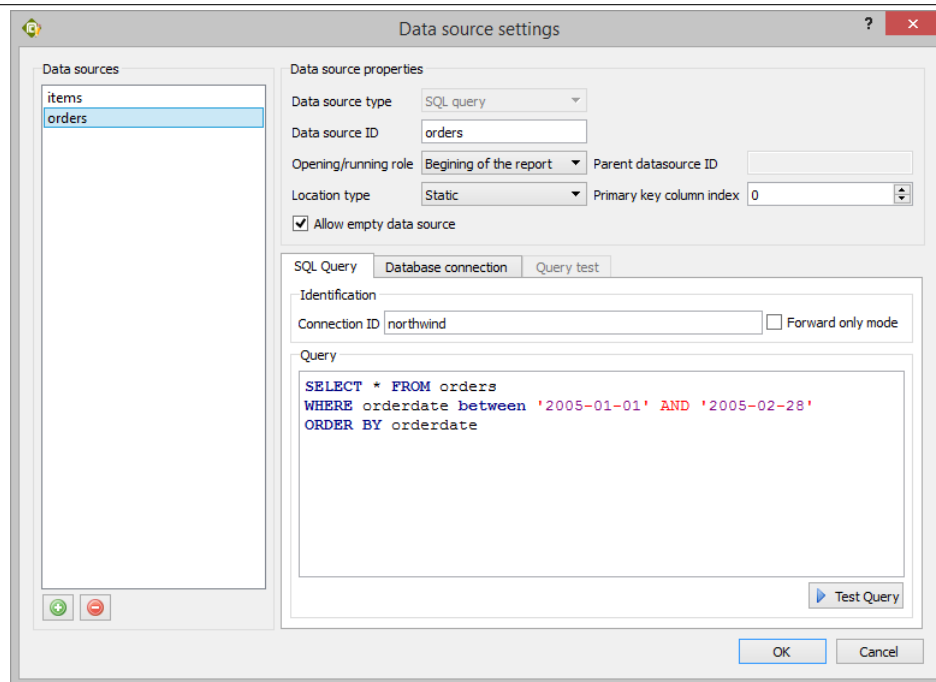 Data source settings
?
Data sources
items
orders
Data source properties
Data source type SQL query
Data source ID orders
Opening/running role Begining of the report Parent datasource ID
Location type Static Primary key column index 0
Allow empty data source
SQL Query Database connection Query test
Identification
Connection ID northwind Forward only mode
Query
SELECT * FROM orders
WHERE orderdate between '2005-01-01' AND '2005-02-28'
ORDER BY orderdate
Test Query
OK Cancel